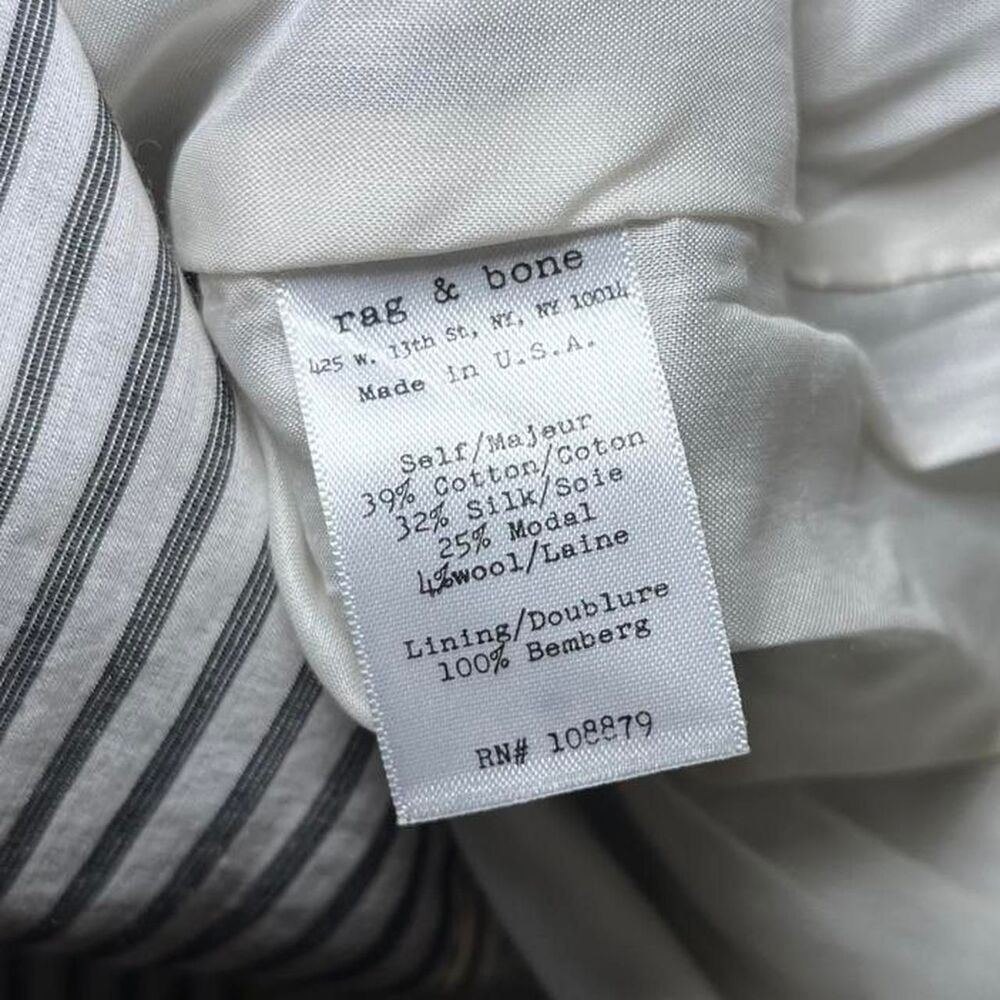 rag & bone
425 W. 13th St, NY, NY 10014
Made in U.S.A.
Self/Majeur
39% Cotton/Coton
32% Silk/Soie
25% Modal
4%wool/Laine
Lining/Doublure
100% Bemberg
RN# 108879